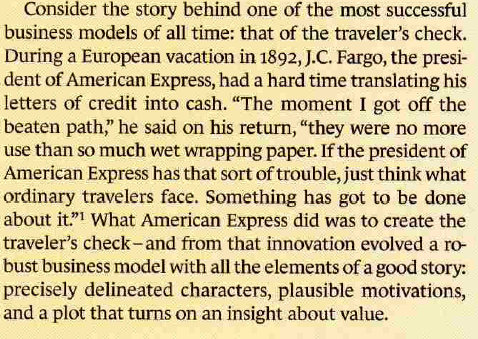 Consider the story behind one of the most successful
business models of all time: that of the traveler's check.
During a European vacation in 1892, J.C. Fargo, the presi-
dent of American Express, had a hard time translating his
letters of credit into cash. “The moment I got off the
beaten path,” he said on his return, “they were no more
use than so much wet wrapping paper. If the president of
American Express has that sort of trouble, just think what
ordinary travelers face. Something has got to be done
about it.”1 What American Express did was to create the
traveler's check–and from that innovation evolved a ro-
bust business model with all the elements of a good story:
precisely delineated characters, plausible motivations,
and a plot that turns on an insight about value.